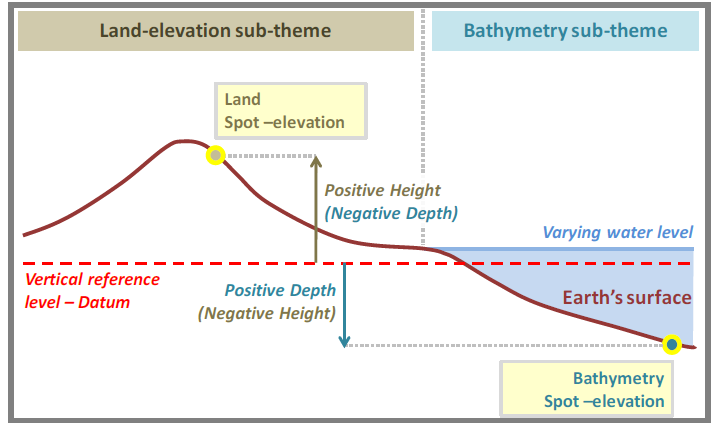 Land-elevation sub-theme
Bathymetry sub-theme
Land
Spot –elevation
Positive Height
(Negative Depth)
Varying water level
Vertical reference
level – Datum
Positive Depth
(Negative Height)
Earth's surface
Bathymetry
Spot –elevation